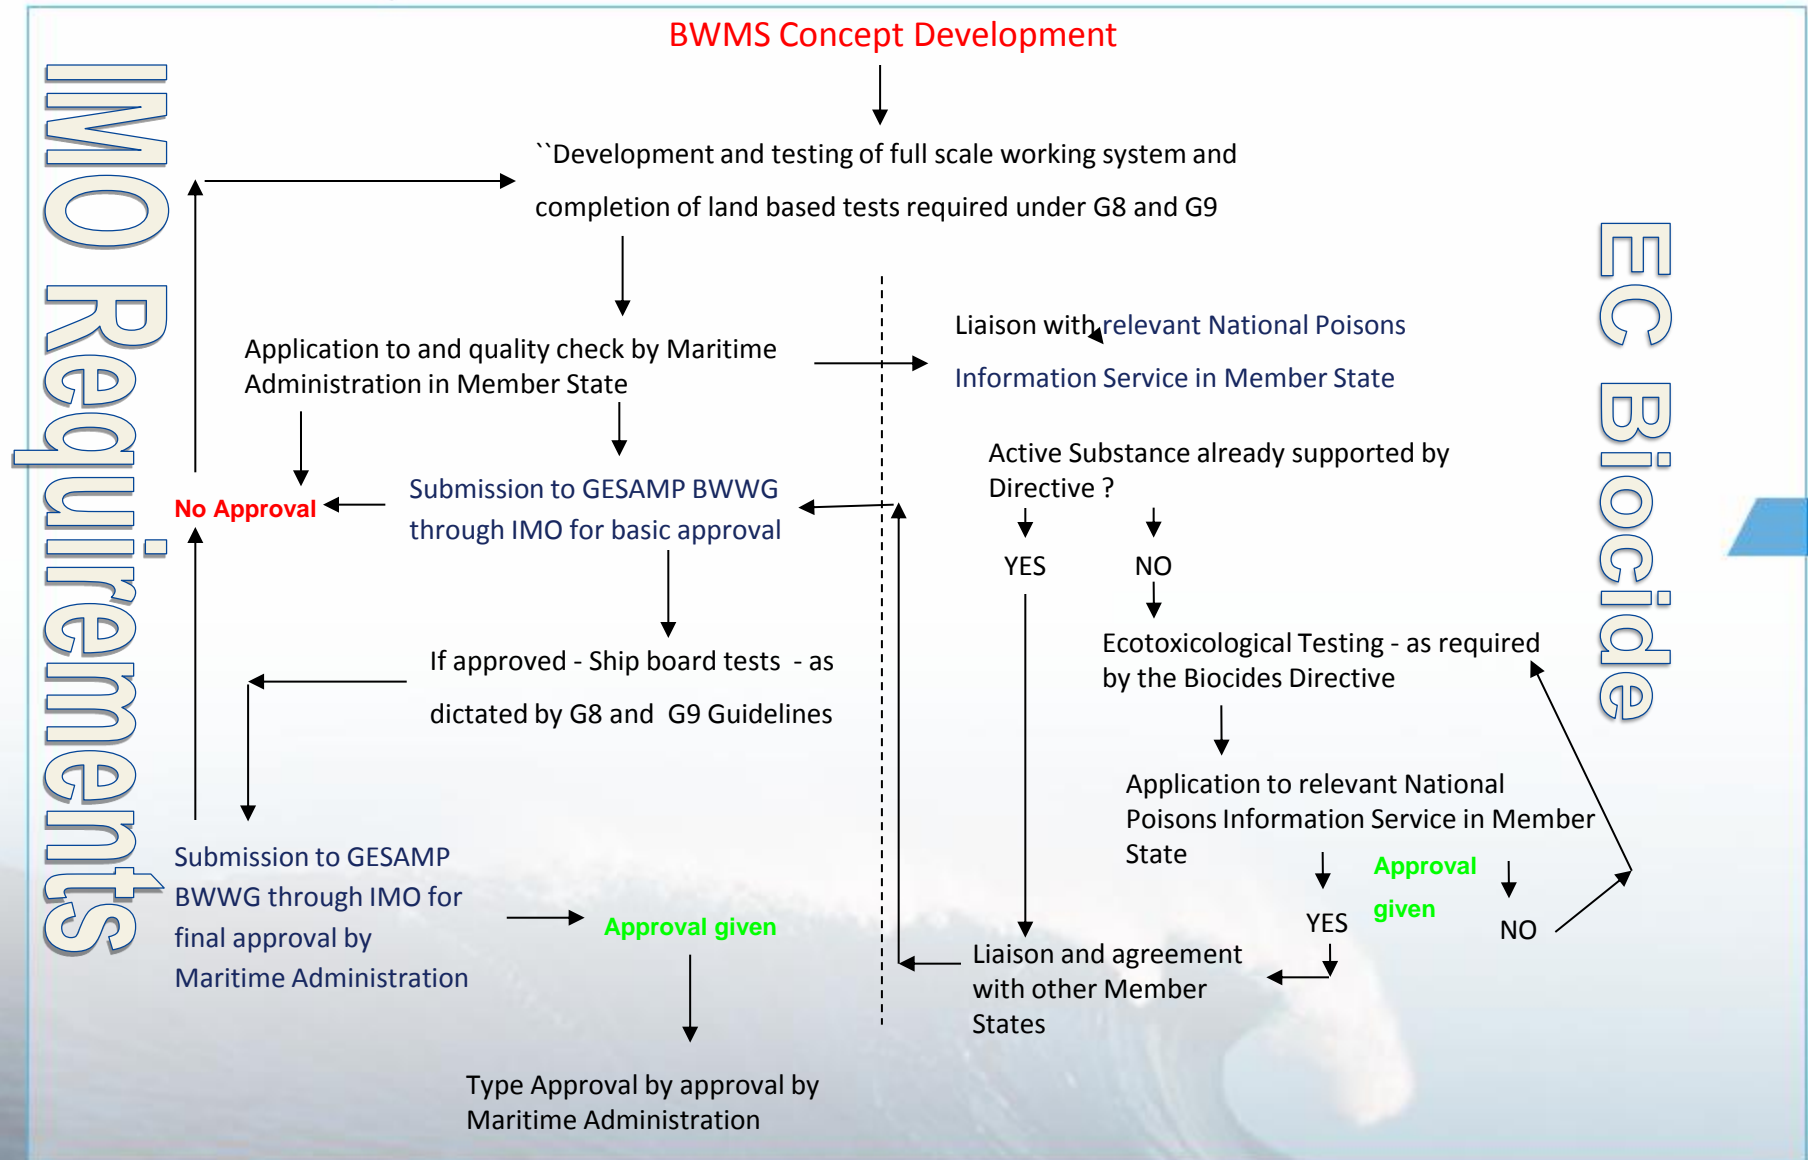 BWMS Concept Development
IMO Requirements
``Development and testing of full scale working system and
completion of land based tests required under G8 and G9
EC Biocide
Application to and quality check by Maritime
Administration in Member State
Liaison with relevant National Poisons
Information Service in Member State
Active Substance already supported by
Directive ?
No Approval
Submission to GESAMP BWWG
through IMO for basic approval
YES
NO
If approved - Ship board tests - as
dictated by G8 and G9 Guidelines
Ecotoxicological Testing - as required
by the Biocides Directive
Application to relevant National
Poisons Information Service in Member
State
Approval
given
YES
NO
Submission to GESAMP
BWWG through IMO for
final approval by
Maritime Administration
Approval given
Liaison and agreement
with other Member
States
Type Approval by approval by
Maritime Administration